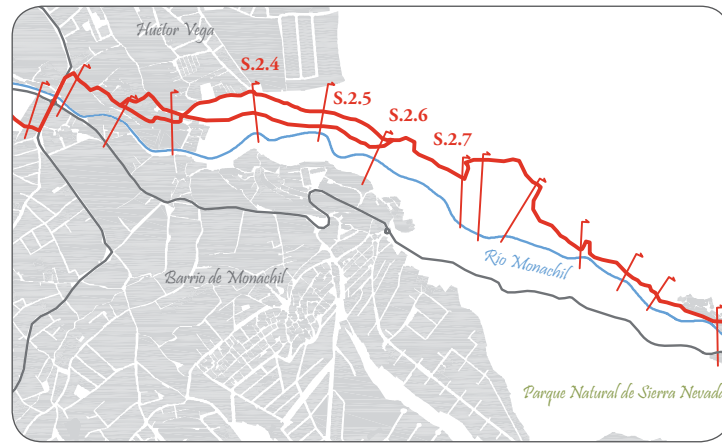 Huétor Vega
S.2.4
S.2.5
S.2.6
S.2.7
Río Monachil
Barrio de Monachil
Parque Natural de Sierra Nevada